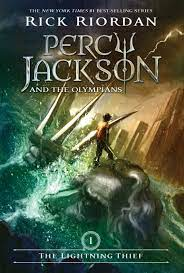 THE NEW YORK TIMES #1 BEST-SELLING SERIES
RICK RIORDAN
PERCY
JACKSON
AND THE OLYMPIANS
1
THE LIGHTNING THIEF